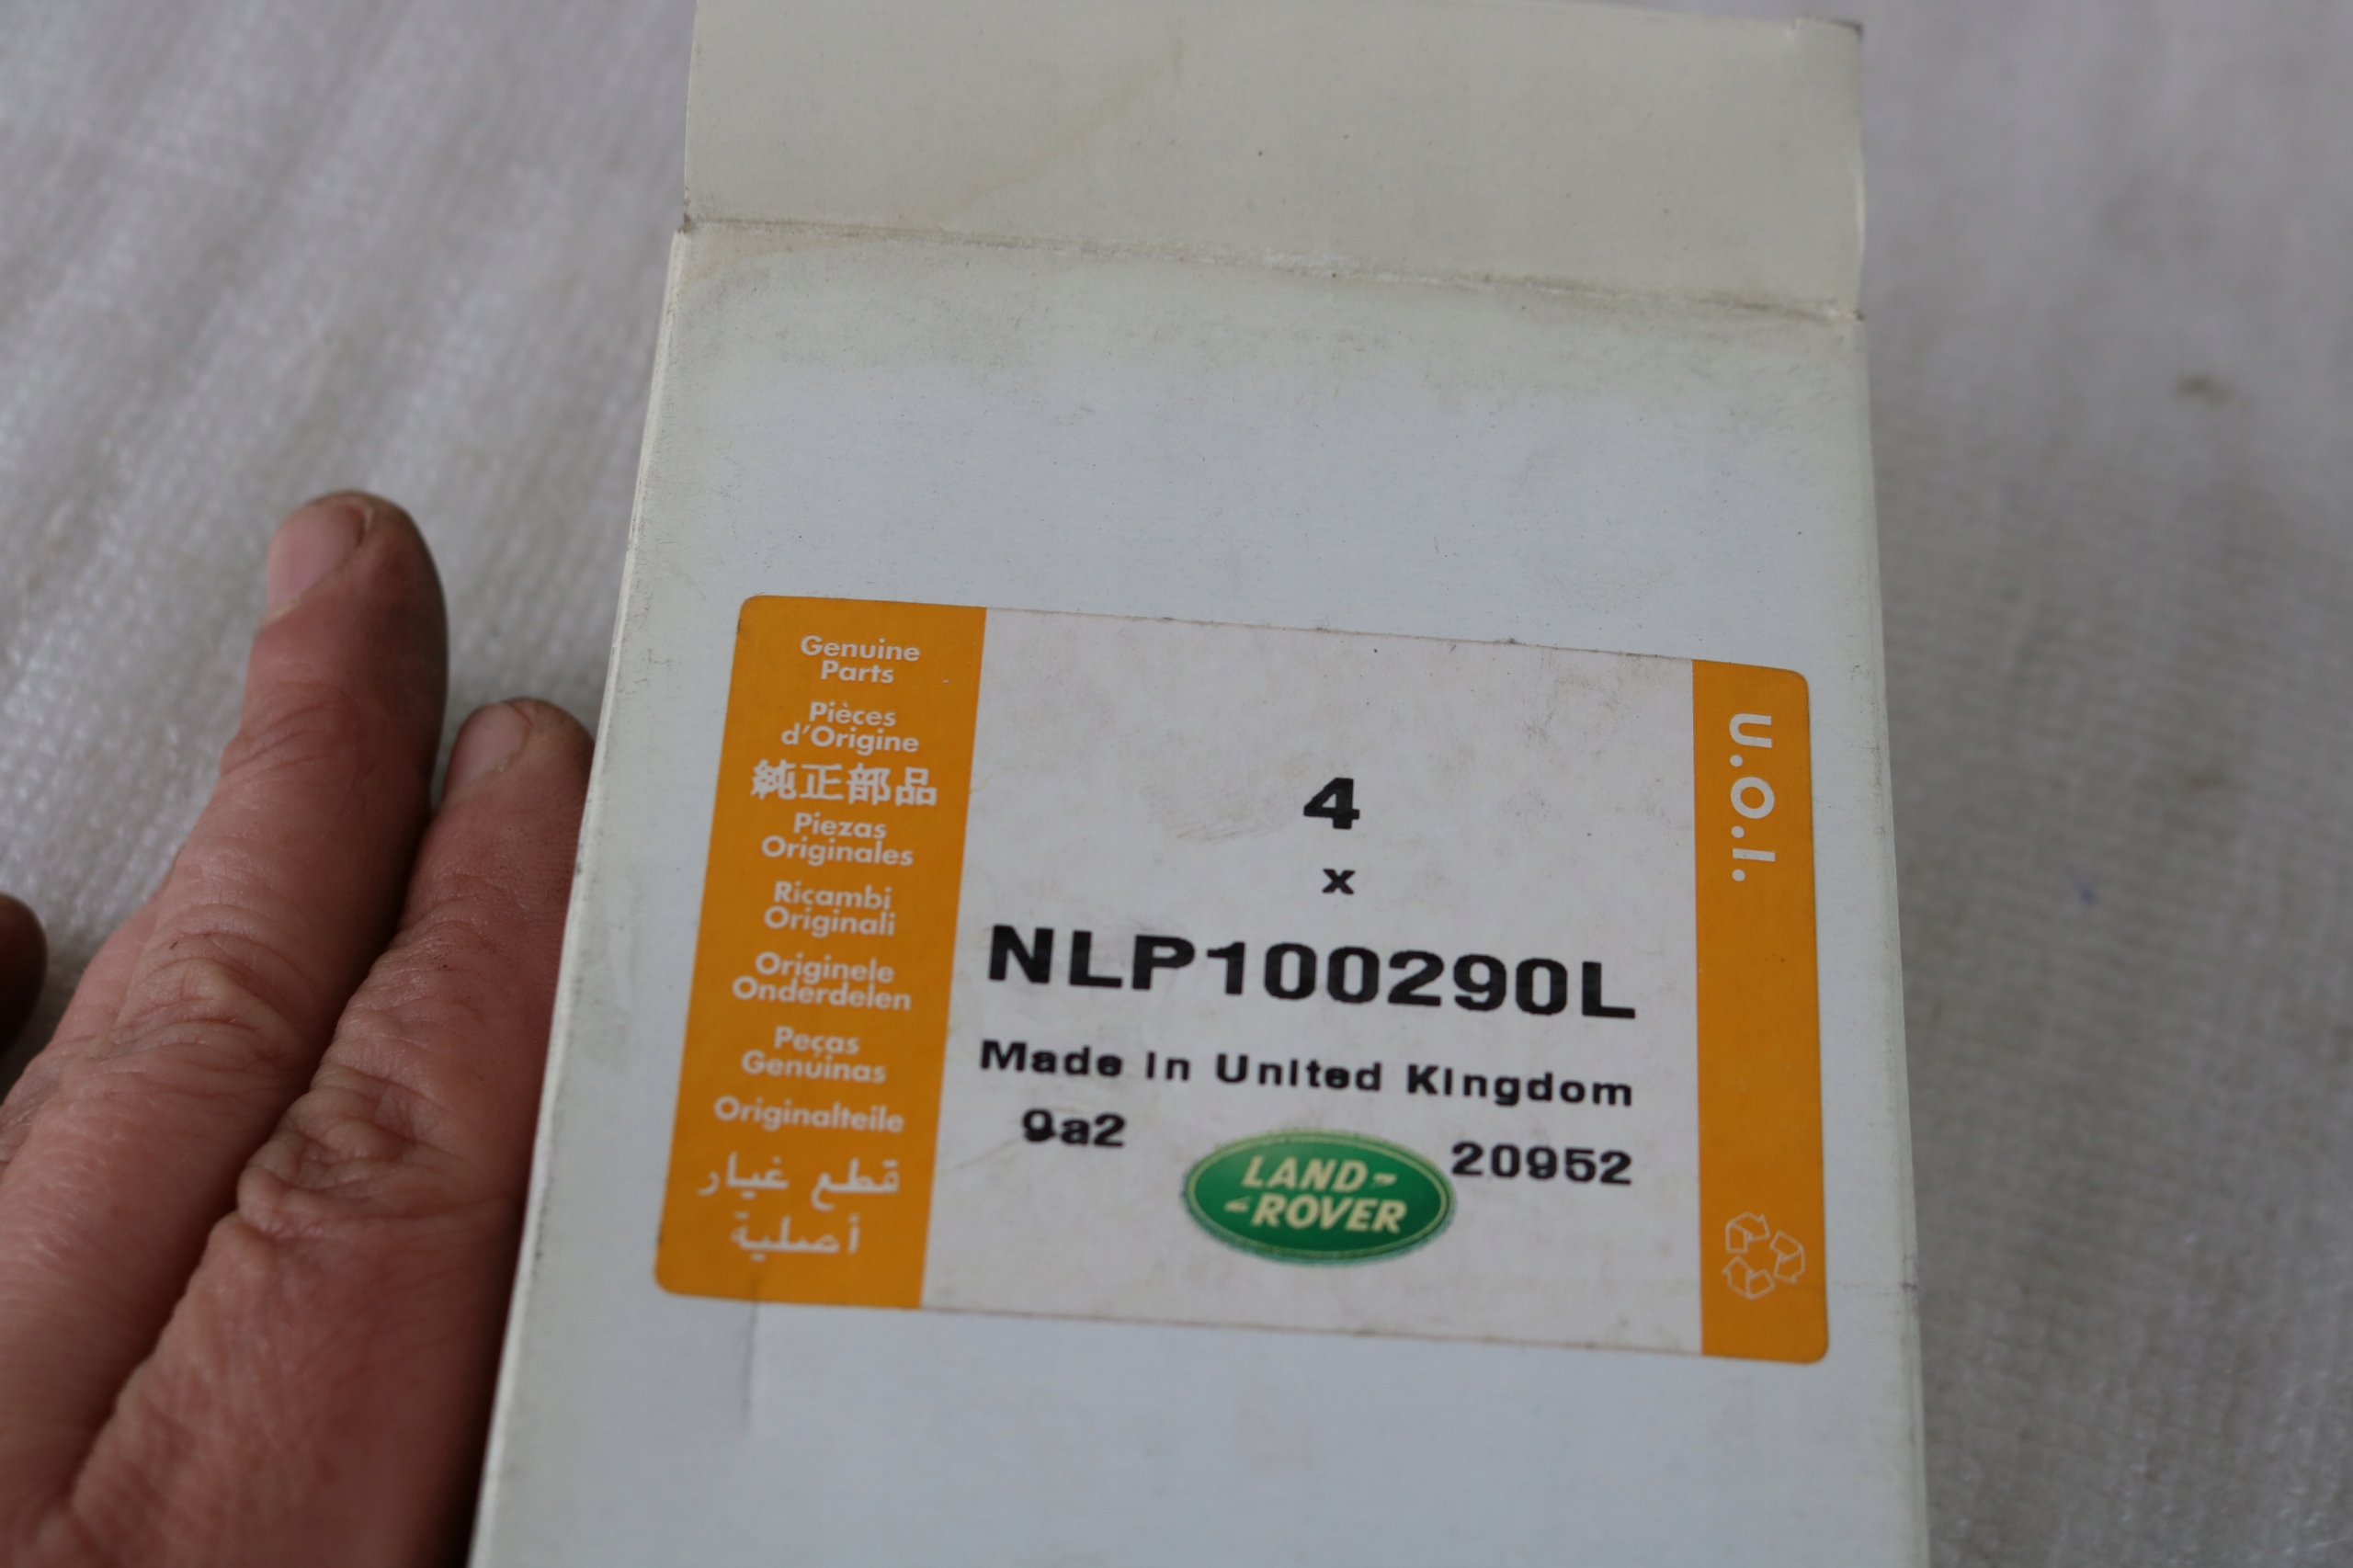 Genuine
Parts
Pièces
d'Origine
純正部品
Piezas
Originales
Ricambi
Originali
Originele
Onderdelen
Peças
Genuinas
Originalteile
قطع غيار
أصلية
4
x
NLP100290L
Made in United Kingdom
9a2
20952
LAND-
-ROVER
U.O.I.